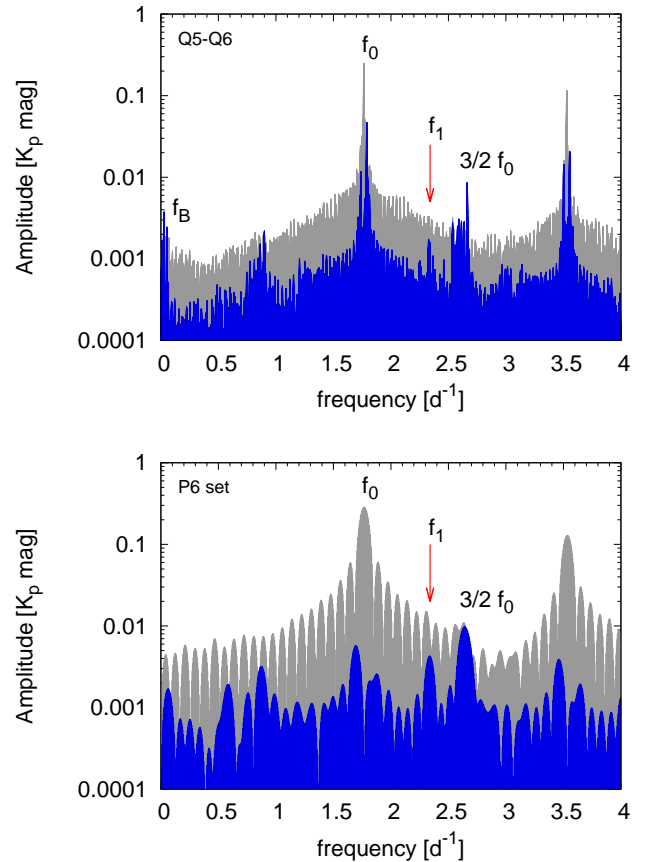 Q5-Q6
f0
f1
3/2 f0
fB
Amplitude [Kp mag]
1
0.1
0.01
0.001
0.0001
0 0.5 1 1.5 2 2.5 3 3.5 4
frequency [d-1]
P6 set
f0
f1
3/2 f0
Amplitude [Kp mag]
1
0.1
0.01
0.001
0.0001
0 0.5 1 1.5 2 2.5 3 3.5 4
frequency [d-1]